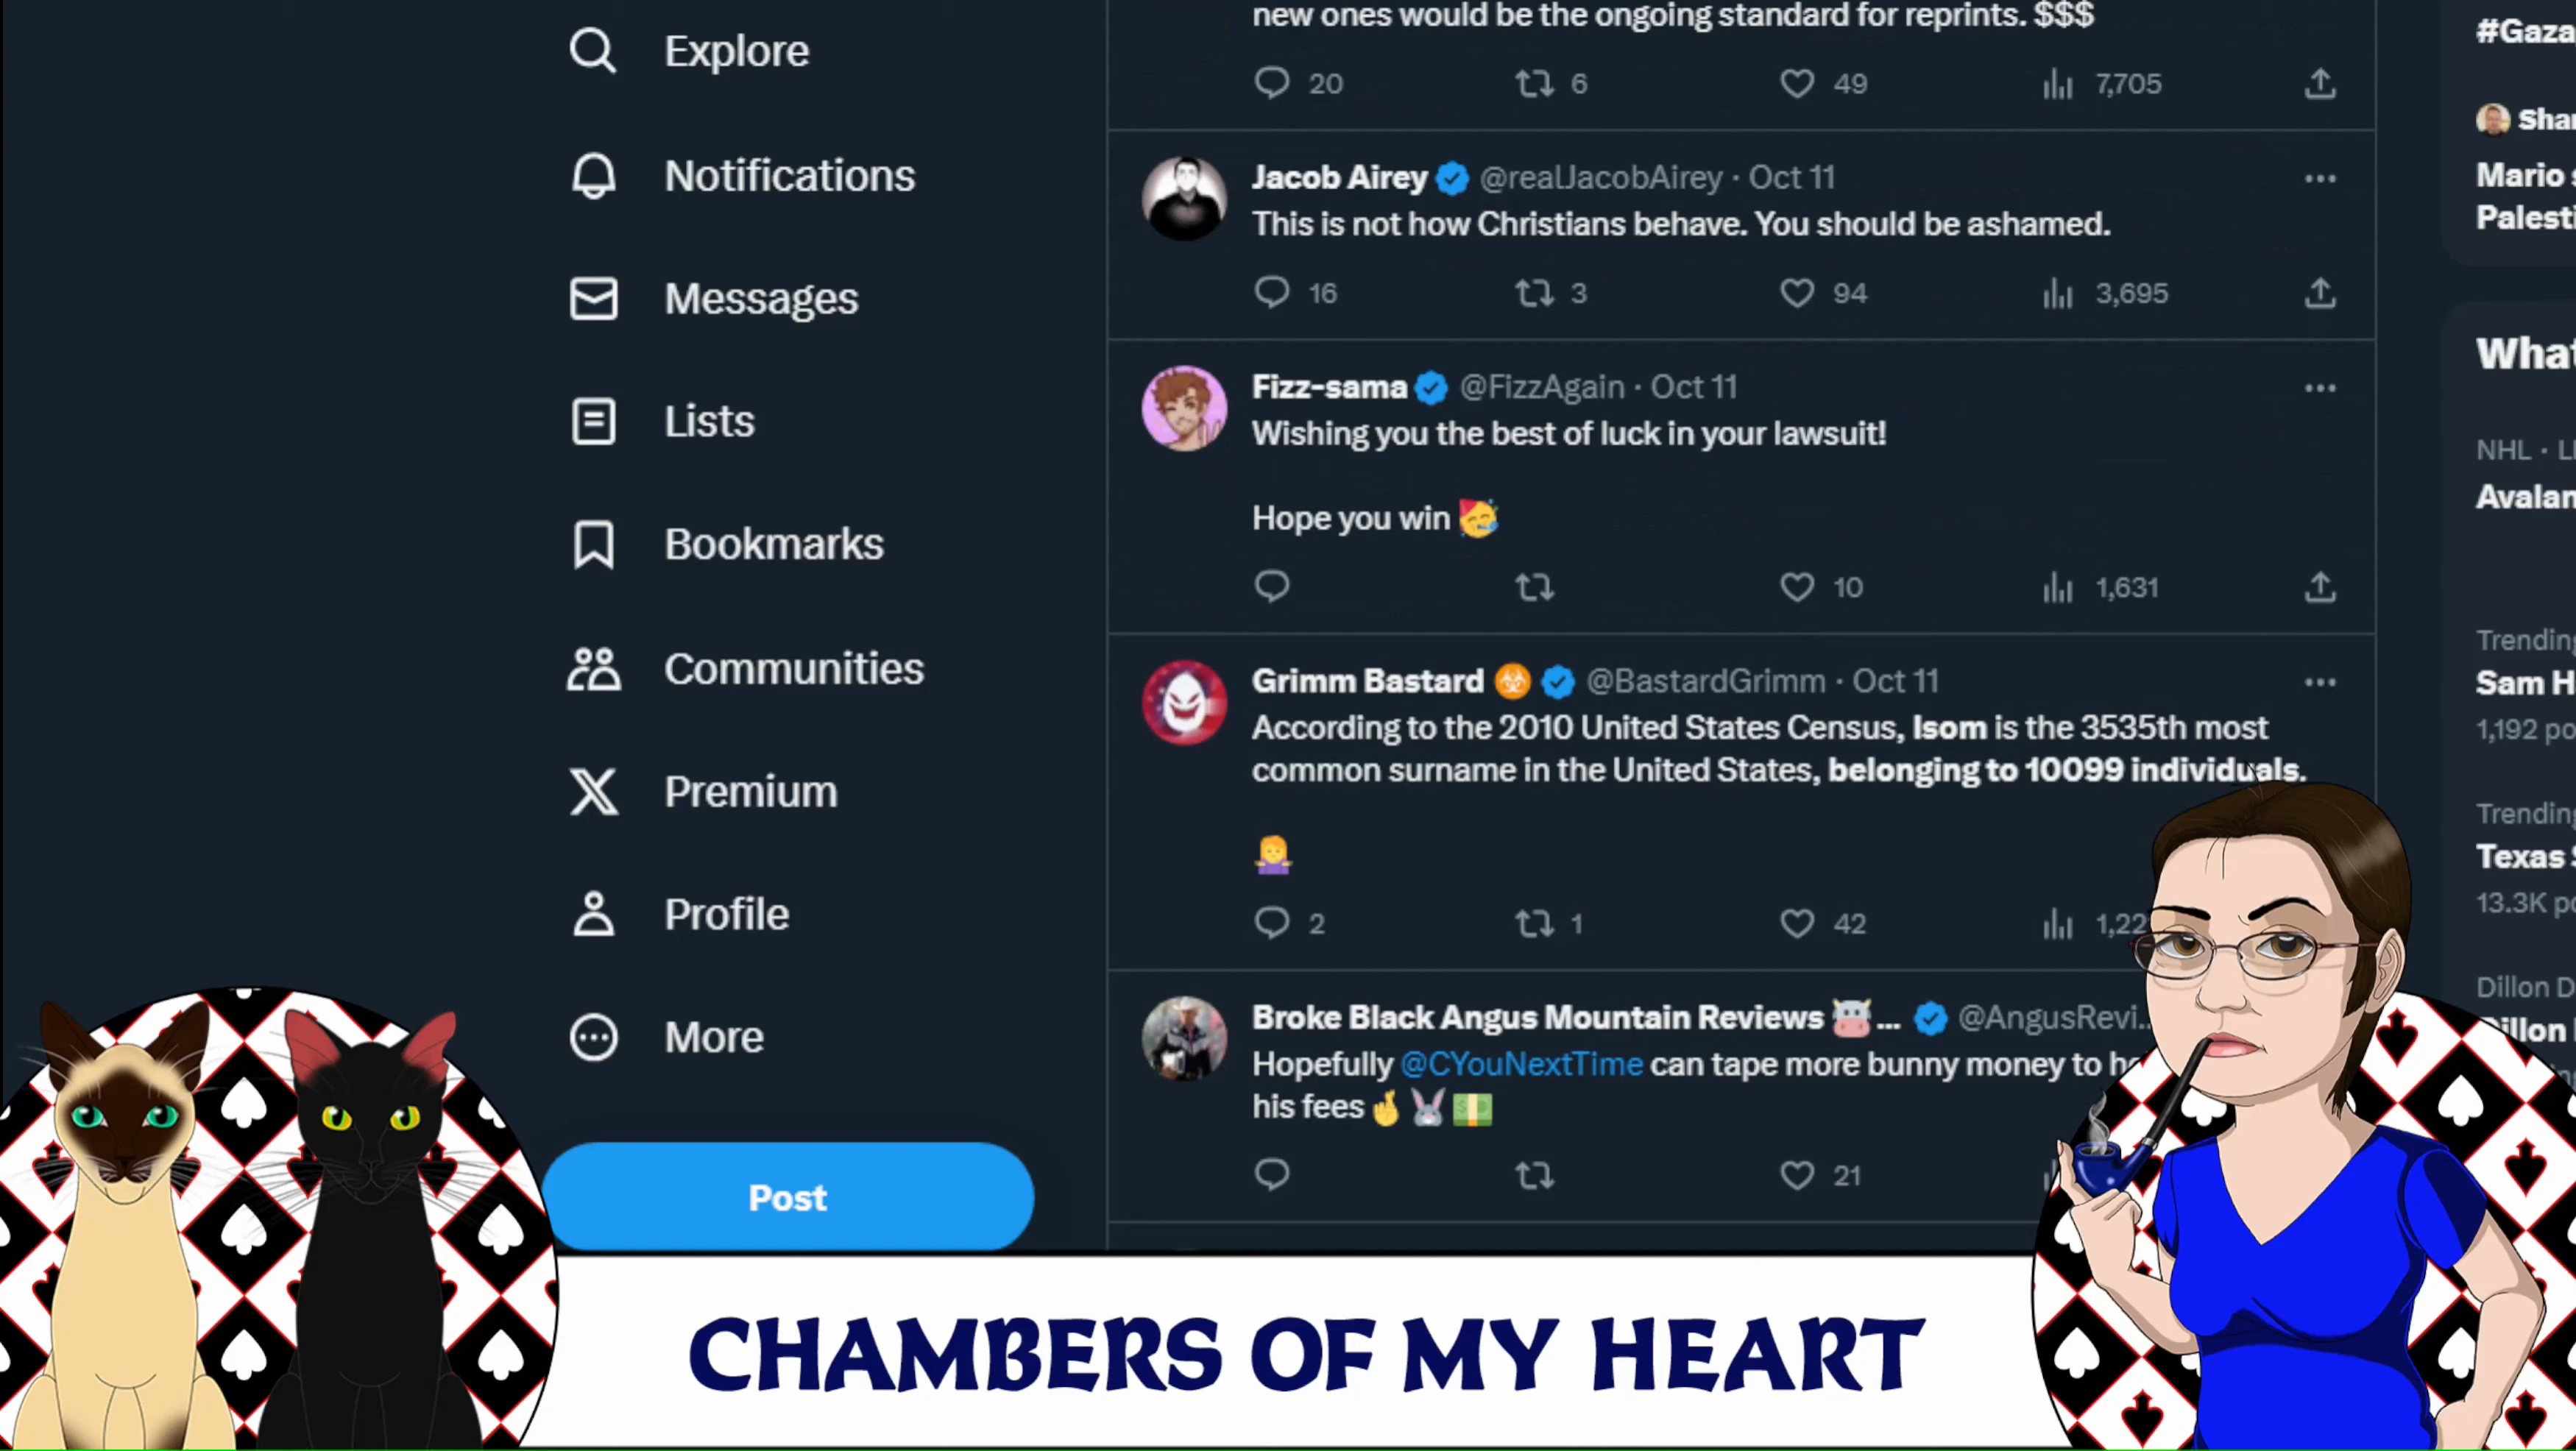 new ones would be the ongoing standard for reprints. $$$
20 6 49 7,705
Jacob Airey @realJacobAirey · Oct 11 ...
This is not how Christians behave. You should be ashamed.
16 3 94 3,695
Fizz-sama @FizzAgain · Oct 11 ...
Wishing you the best of luck in your lawsuit!
Hope you win 🥳
10 1,631
Grimm Bastard ☣️ @BastardGrimm · Oct 11 ...
According to the 2010 United States Census, Isom is the 3535th most
common surname in the United States, belonging to 10099 individuals.
🤷
2 1 42
Broke Black Angus Mountain Reviews 🐮... @AngusRevi...
Hopefully @CYouNextTime can tape more bunny money to
his fees 🤞🐰💵
21
Explore
Notifications
Messages
Lists
Bookmarks
Communities
Premium
Profile
More
Post
#Gaza
Mario
NHL
Trending
Sam H
1,192
Trending
Texas
13.3K
Dillon D
CHAMBERS OF MY HEART